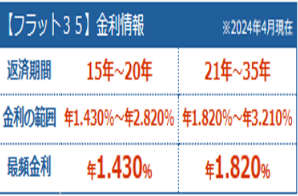 【フラット35】金利情報 ※2024年4月現在
返済期間 15年~20年 21年~35年
金利の範囲 年1.430%~年2.820% 年1.820%~年3.210%
最頻金利 年1.430% 年1.820%